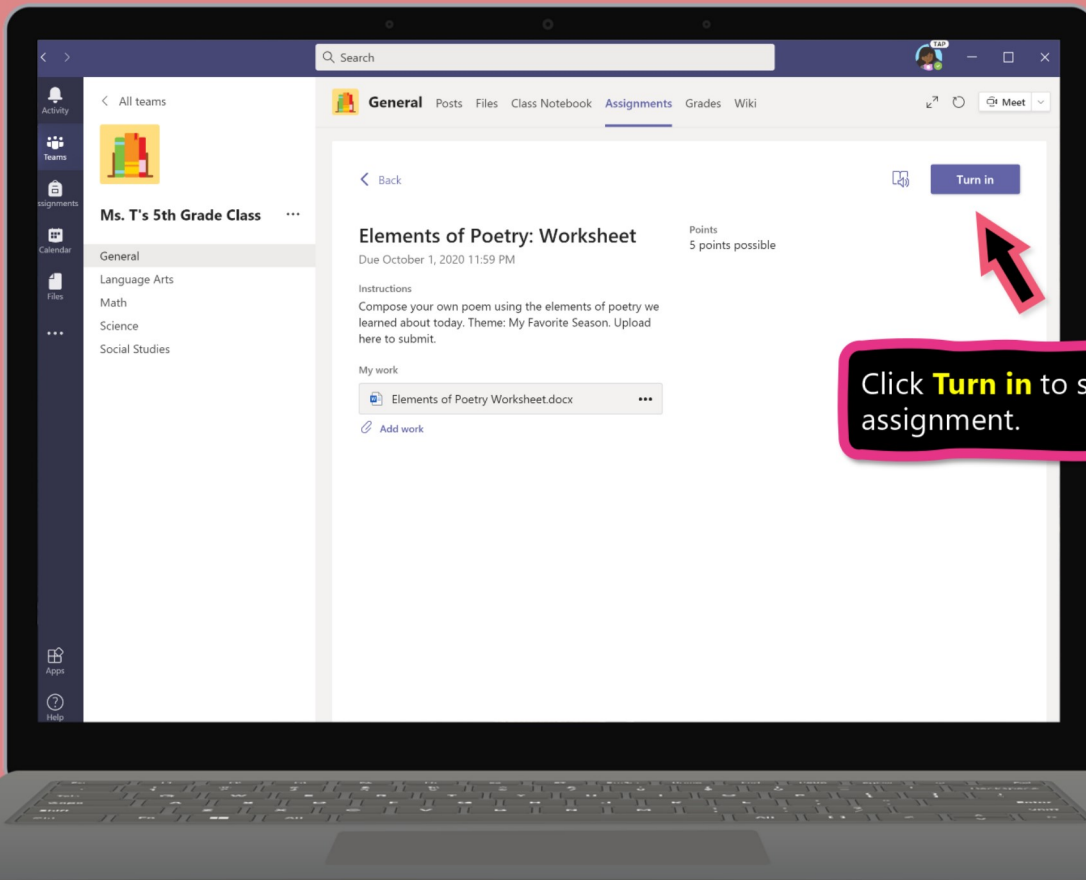 Search
TAP
Activity
Teams
ssignments
Calendar
Files
Apps
Help
All teams
Ms. T's 5th Grade Class
General
Language Arts
Math
Science
Social Studies
General Posts Files Class Notebook Assignments Grades Wiki
Meet
Back
Turn in
Elements of Poetry: Worksheet
Due October 1, 2020 11:59 PM
Points
5 points possible
Instructions
Compose your own poem using the elements of poetry we
learned about today. Theme: My Favorite Season. Upload
here to submit.
My work
Elements of Poetry Worksheet.docx
Add work
Click Turn in to s
assignment.